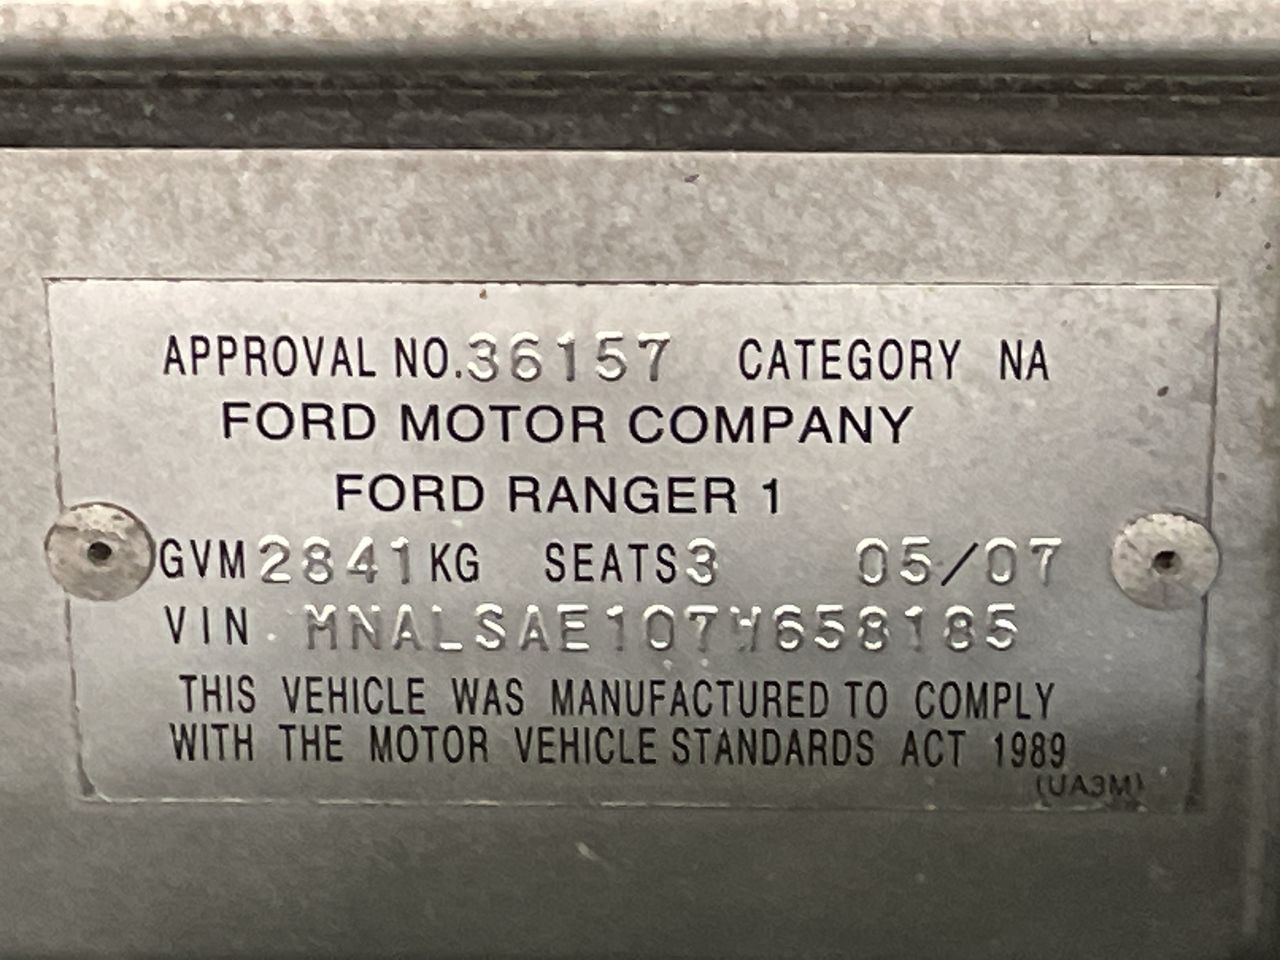 APPROVAL NO. 36157 CATEGORY NA
FORD MOTOR COMPANY
FORD RANGER 1
GVM 2841 KG SEATS 3 05/07
VIN MNALSAE107W658185
THIS VEHICLE WAS MANUFACTURED TO COMPLY
WITH THE MOTOR VEHICLE STANDARDS ACT 1989
(UA3M)